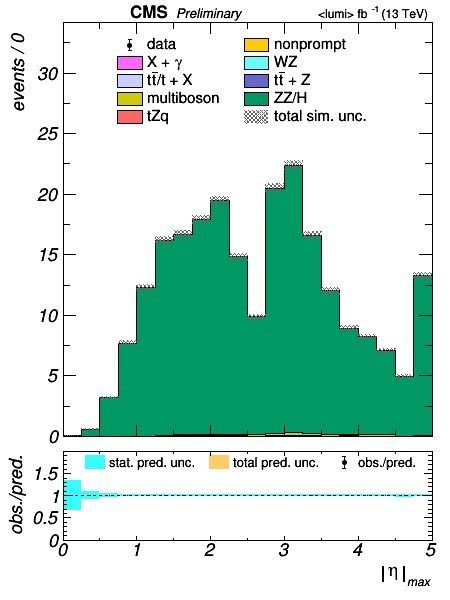 CMS Preliminary <lumi> fb⁻¹ (13 TeV)
events / 0
data
nonprompt
X + γ
WZ
tt̄/t + X
tt̄ + Z
multiboson
ZZ/H
tZq
total sim. unc.
30
25
20
15
10
5
0
obs./pred.
stat. pred. unc. total pred. unc. obs./pred.
1.5
1
0.5
0
0 1 2 3 4 5
|η|max